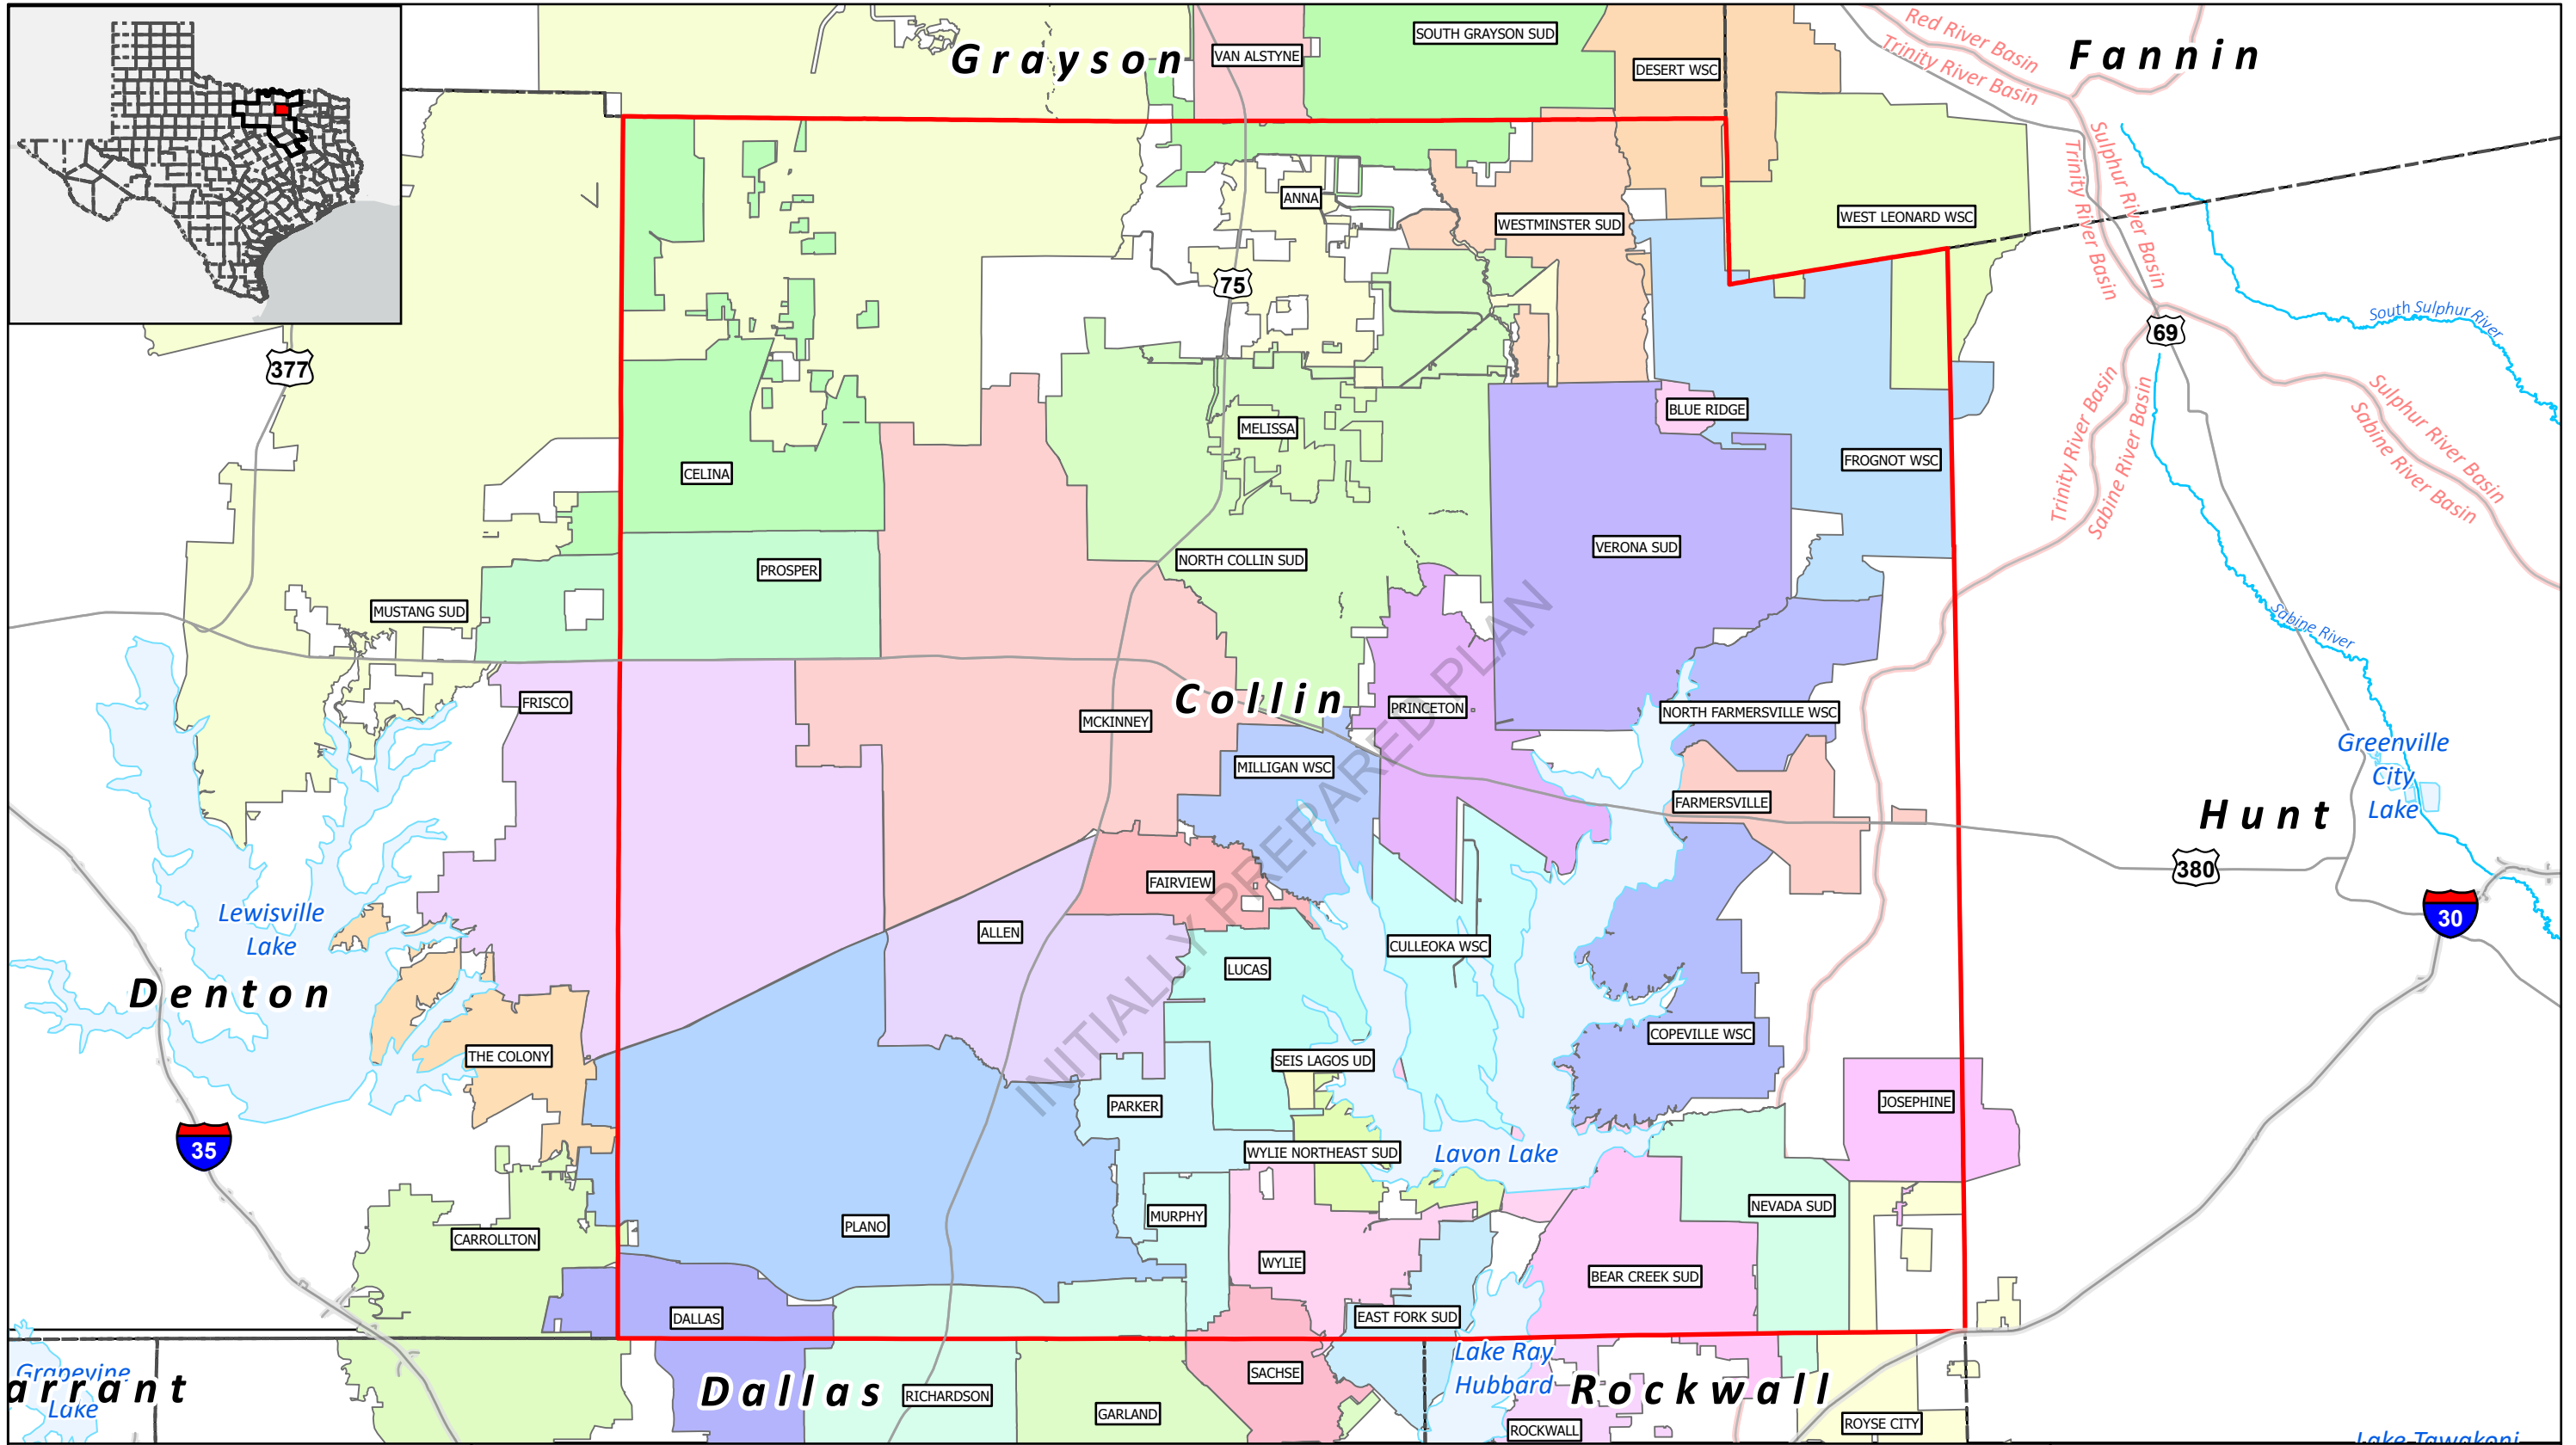 Grayson
VAN ALSTYNE
SOUTH GRAYSON SUD
DESERT WSC
Red River Basin
Trinity River Basin
Fannin
Sulphur River Basin
Trinity River Basin
ANNA
WESTMINSTER SUD
WEST LEONARD WSC
75
South Sulphur River
69
377
BLUE RIDGE
MELISSA
Trinity River Basin
Sabine River Basin
Sulphur River Basin
Sabine River Basin
CELINA
FROGNOT WSC
VERONA SUD
NORTH COLLIN SUD
PROSPER
MUSTANG SUD
Sabine River
FRISCO
Collin
MCKINNEY
PRINCETON
NORTH FARMERSVILLE WSC
Greenville
City
Lake
MILLIGAN WSC
FARMERSVILLE
Hunt
380
FAIRVIEW
30
Lewisville
Lake
ALLEN
CULLEOKA WSC
LUCAS
Denton
INITIALLY PREPARED PLAN
COPEVILLE WSC
THE COLONY
SEIS LAGOS UD
PARKER
JOSEPHINE
35
WYLIE NORTHEAST SUD
Lavon Lake
MURPHY
NEVADA SUD
PLANO
CARROLLTON
WYLIE
BEAR CREEK SUD
DALLAS
EAST FORK SUD
Grapevine
Lake
arrant
Dallas
RICHARDSON
SACHSE
GARLAND
Lake Ray
Hubbard
Rockwall
ROCKWALL
ROYSE CITY
Lake Tawakoni